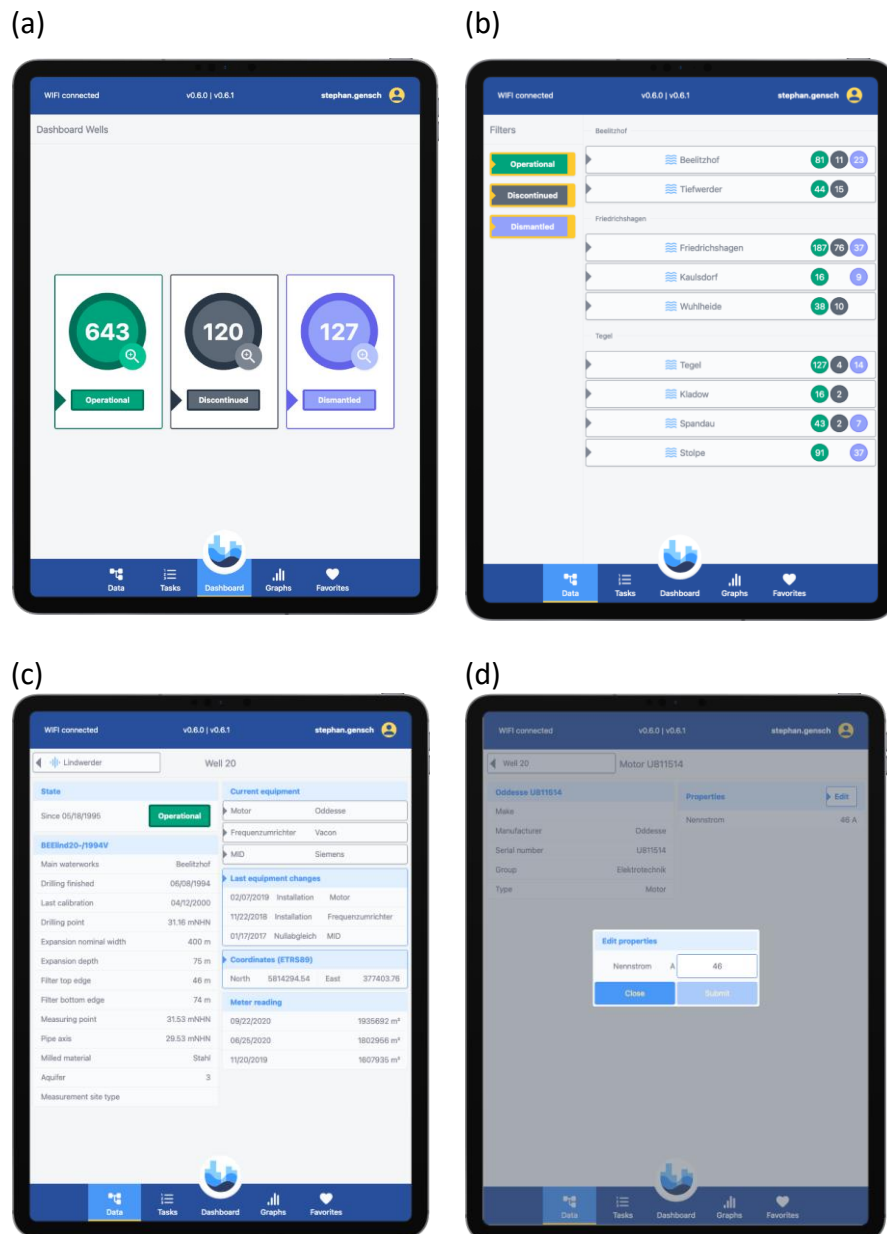 (a)
WIFI connected v0.6.0 | v0.6.1 stephan.gensch
Dashboard Wells
643 120 127
Operational Discontinued Dismantled
Data Tasks Dashboard Graphs Favorites
(b)
WIFI connected v0.6.0 | v0.6.1 stephan.gensch
Filters
Operational
Discontinued
Dismantled
Beelitzhof
Beelitzhof 81 11 23
Tiefwerder 44 15
Friedrichshagen
Friedrichshagen 187 76 37
Kaulsdorf 16 9
Wuhlheide 38 10
Tegel
Tegel 127 4 14
Kladow 16 2
Spandau 43 2 7
Stolpe 91 37
Data Tasks Dashboard Graphs Favorites
(c)
WIFI connected v0.6.0 | v0.6.1 stephan.gensch
Lindwerder Well 20
State
Since 05/18/1995 Operational
BEElind20-/1994V
Main waterworks Beelitzhof
Drilling finished 06/08/1994
Last calibration 04/12/2000
Drilling point 31.16 mNHN
Expansion nominal width 400 m
Expansion depth 75 m
Filter top edge 46 m
Filter bottom edge 74 m
Measuring point 31.53 mNHN
Pipe axis 29.53 mNHN
Milled material Stahl
Aquifer 3
Measurement site type
Current equipment
Motor Oddesse
Frequenzumrichter Vacon
MID Siemens
Last equipment changes
02/07/2019 Installation Motor
11/22/2018 Installation Frequenzumrichter
01/17/2017 Nullabgleich MID
Coordinates (ETRS89)
North 5814294.54 East 377403.76
Meter reading
09/22/2020 1935692 m³
06/25/2020 1802956 m³
11/20/2019 1607935 m³
Data Tasks Dashboard Graphs Favorites
(d)
WIFI connected v0.6.0 | v0.6.1 stephan.gensch
Well 20 Motor UB11514
Oddesse UB11514
Make
Manufacturer Oddesse
Serial number UB11514
Group Elektrotechnik
Type Motor
Properties Edit
Nennstrom 46 A
Edit properties
Nennstrom A 46
Close Submit
Data Tasks Dashboard Graphs Favorites